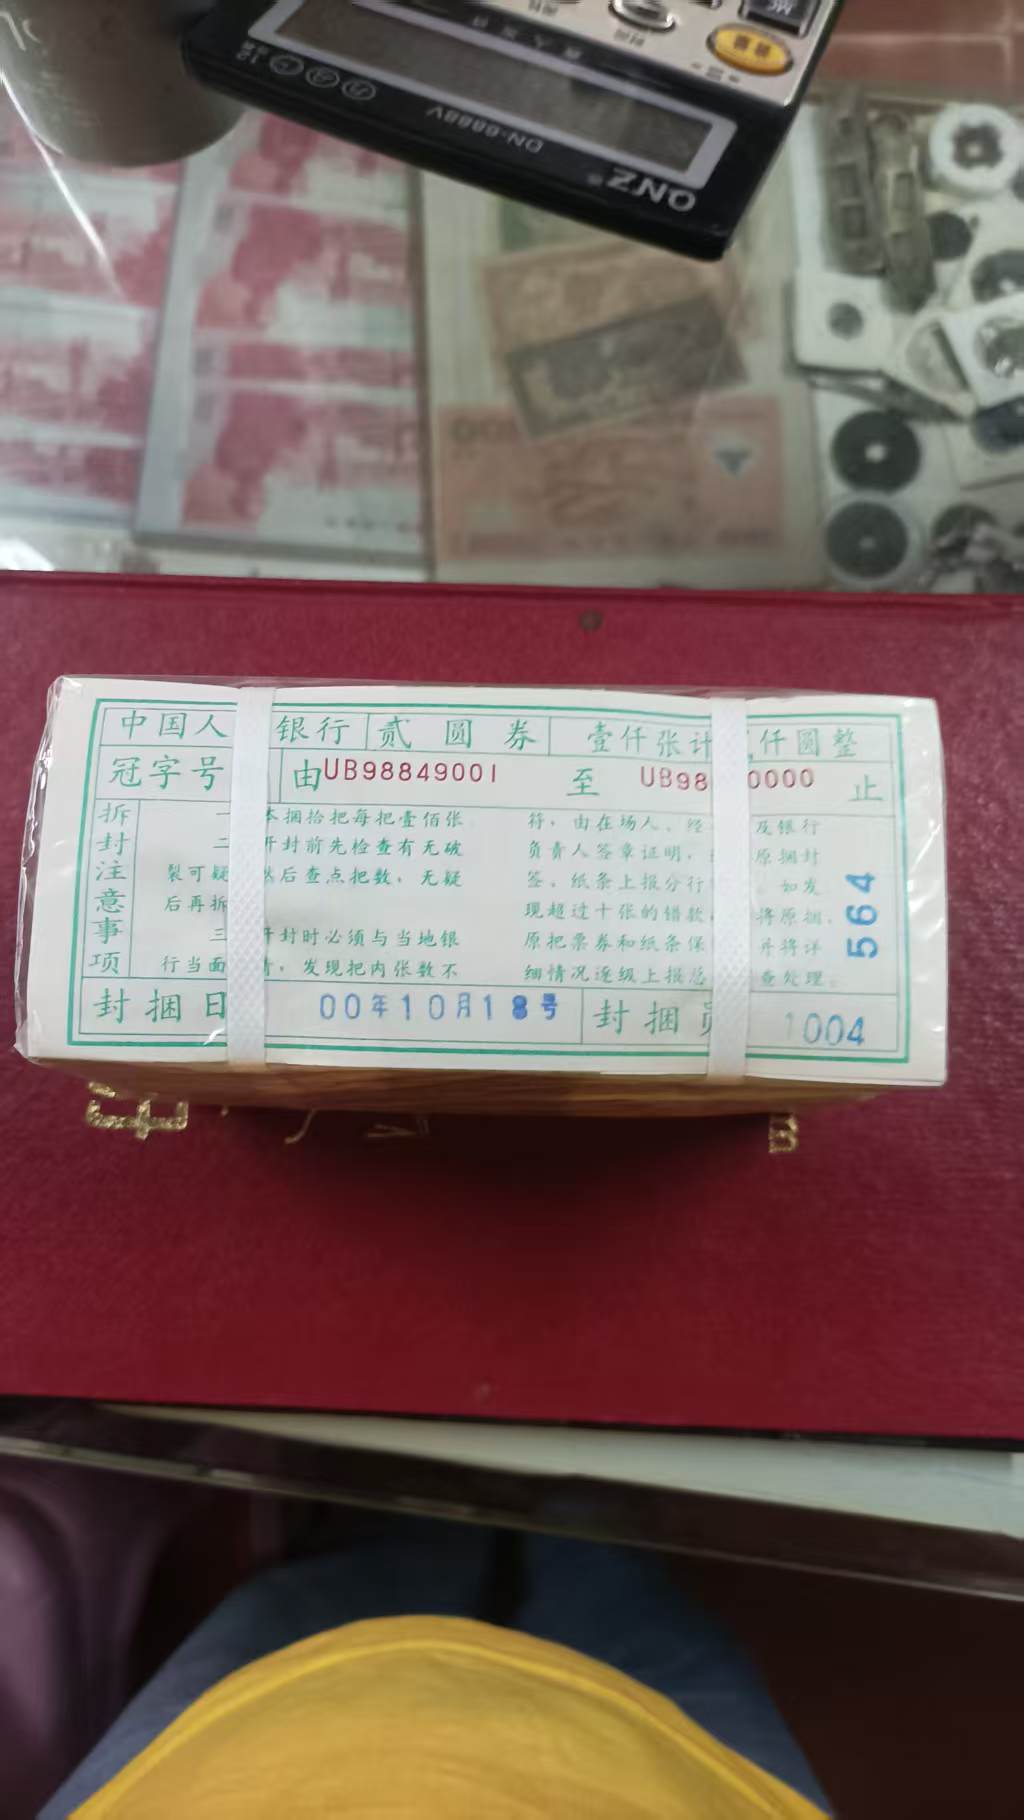 QNZ
DN-6868V
中国人 银行 贰圆券 壹仟张计 仟圆整
冠字号 由UB98849001 至 UB98 0000 止
拆封注意事项
一 本捆拾把每把壹佰张
二 开封前先检查有无破
裂可疑 然后查点把数，无疑
后再拆
三 开封时必须与当地银
行当面 清，发现把内张数不
符，由在场人、经 及银行
负责人签章证明， 原捆封
签、纸条上报分行 。如发
现超过十张的错款， 将原捆、
原把票券和纸条保 并将详
细情况逐级上报总 查处理。
564
封捆日 00年10月18号 封捆员 1004